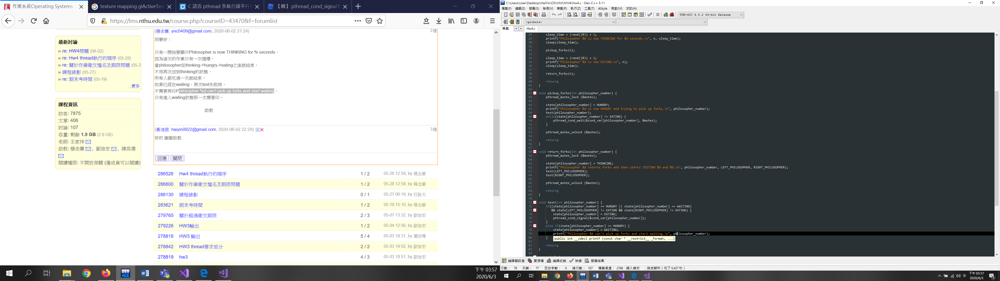 作業系統Operating Systems
texture mapping glActiveText
C 語言 pthread 多執行緒平行化
【轉】pthread_cond_signal和
https://lms.nthu.edu.tw/course.php?courseID=43470&f=forumlist
最新討論
re: HW4問題 (06-02)
re: Hw4 thread執行的順序 (05-28)
re: 關於作業繳交檔名及期限問題 (05-2
課程錄影 (05-27)
re: 期末考時間 (05-19)
...更多
課程資訊
訪客: 7875
文章: 406
討論: 107
容量: 剩餘 1.9 GB (2.9 GB)
老師: 王家祥
助教: 楊念蓁, 劉信宏, 陳奕僑
閱讀權限: 不開放旁聽 (僅成員可以閱讀)
(楊念蓁, ync0409@gmail.com, 2020-06-02 21:24)
2樓
同學好：
只有一開始要顯示Philosopher is now THINKING for % seconds，
因為這次的作業只有一次循環，
當philosopher從thinking->hungry->eating之後就結束，
不用再次回到thinking的狀態，
所有人都吃過一次就結束，
如果已經在waiting，再次test失敗時，
不需要再印Philosopher %d can't pick up forks and start waiting，
只有進入waiting狀態那一次需要印。
助教
(黃海茵, haiyin0922@gmail.com, 2020-06-02 22:29)
3樓
好的 謝謝助教
回應 關閉
286526 Hw4 thread執行的順序 1 / 2 05-28 12:59, by 楊念蓁
286600 關於作業繳交檔名及期限問題 1 / 2 05-28 12:58, by 楊念蓁
286130 課程錄影 0 / 1 05-27 00:19, by 石詠太
283621 期末考時間 1 / 2 05-19 15:10, by 楊念蓁
279765 關於超過繳交期限 2 / 3 05-07 13:32, by 劉信宏
279226 HW3輸出 1 / 2 05-04 12:56, by 劉信宏
278818 HW3 輸出 5 / 4 05-03 19:31, by 嚴幼珊
278842 HW3 thread要求部分 2 / 2 05-03 19:02, by 劉信宏
278819 hw3 4 / 3 05-03 18:51, by 劉信宏
下午 03:57
2020/6/3
C:\Users\User\Desktop\HaiYin\OS\HW\HW4\Hw4.c - Dev-C++ 5.11
檔案(F) 編輯(E) 搜尋(S) 檢視(V) 專案(P) 執行(Z) 工具(T) AStyle 視窗(W) 求助(H)
TDM-GCC 4.9.2 64-bit Release
(globals)
專案
Hw4.c
28 sleep_time = (rand()%3) + 1;
29 printf("Philosopher %d is now THINKING for %d seconds.\n", n, sleep_time);
30 sleep(sleep_time);
31
32 pickup_forks(n);
33
34 sleep_time = (rand()%3) + 1;
35 printf("Philosopher %d is now EATING.\n", n);
36 sleep(sleep_time);
37
38 return_forks(n);
39
40 return;
41 }
42
43 void pickup_forks(int philosopher_number) {
44 pthread_mutex_lock (&mutex);
45
46 state[philosopher_number] = HUNGRY;
47 printf("Philosopher %d is now HUNGRY and trying to pick up forks.\n", philosopher_number);
48 test(philosopher_number);
49 while(state[philosopher_number] != EATING) {
50 pthread_cond_wait(&cond_var[philosopher_number], &mutex);
51 }
52
53 pthread_mutex_unlock (&mutex);
54
55 return;
56 }
57
58 void return_forks(int philosopher_number) {
59 pthread_mutex_lock (&mutex);
60
61 state[philosopher_number] = THINKING;
62 printf("Philosopher %d returns forks and then starts TESTING %d and %d.\n", philosopher_number, LEFT_PHILOSOPHER, RIGHT_PHILOSOPHER);
63 test(LEFT_PHILOSOPHER);
64 test(RIGHT_PHILOSOPHER);
65
66 pthread_mutex_unlock (&mutex);
67
68 return;
69 }
70
71 void test(int philosopher_number) {
72 if((state[philosopher_number] == HUNGRY || state[philosopher_number] == WAITING)
73 && state[LEFT_PHILOSOPHER] != EATING && state[RIGHT_PHILOSOPHER] != EATING) {
74 state[philosopher_number] = EATING;
75 pthread_cond_signal(&cond_var[philosopher_number]);
76 }
77 else if(state[philosopher_number] == HUNGRY) {
78 state[philosopher_number] = WAITING;
79 printf("Philosopher %d can't pick up forks and start waiting.\n", philosopher_number);
80 }
public int __cdecl printf (const char * __restrict__ _Format, ...)
81
82 return;
83 }
84
編譯器訊息 資源檔 編譯紀錄 除錯 搜尋結果
行數： 79 列數： 77 反白字數： 0 總行數： 107 檔案長度： 2748 插入模式 完成解析（花了 0.437 秒）
中
下午 03:57
2020/6/3